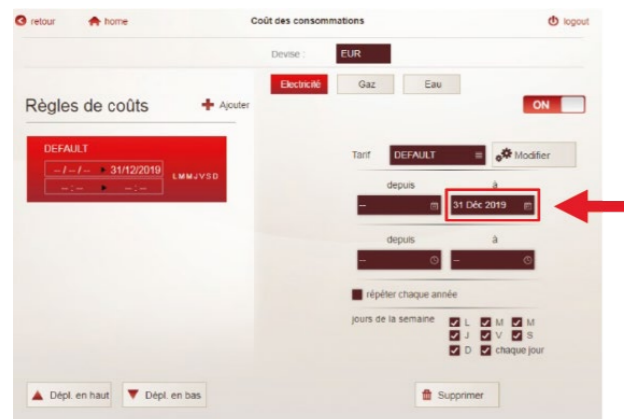 retour home Coût des consommations logout
Devise : EUR
Electricité Gaz Eau
Règles de coûts Ajouter
ON
DEFAULT
--/--/-- 31/12/2019
--:-- --:--
LMMJVSD
Tarif DEFAULT Modifier
depuis à
-- 31 Déc 2019
depuis à
-- --
répéter chaque année
jours de la semaine L M M
J V S
D chaque jour
Dépl. en haut Dépl. en bas Supprimer